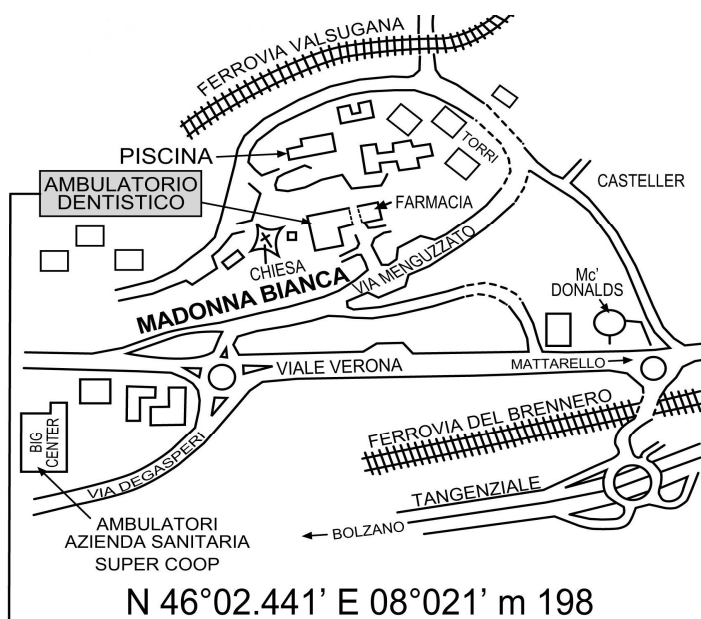 FERROVIA VALSUGANA
PISCINA
TORRI
AMBULATORIO
DENTISTICO
FARMACIA
CASTELLER
CHIESA
VIA MENGUZZATO
MADONNA BIANCA
Mc'
DONALDS
VIALE VERONA
MATTARELLO
BIG
CENTER
FERROVIA DEL BRENNERO
VIA DEGASPERI
TANGENZIALE
BOLZANO
AMBULATORI
AZIENDA SANITARIA
SUPER COOP
N 46°02.441' E 08°021' m 198